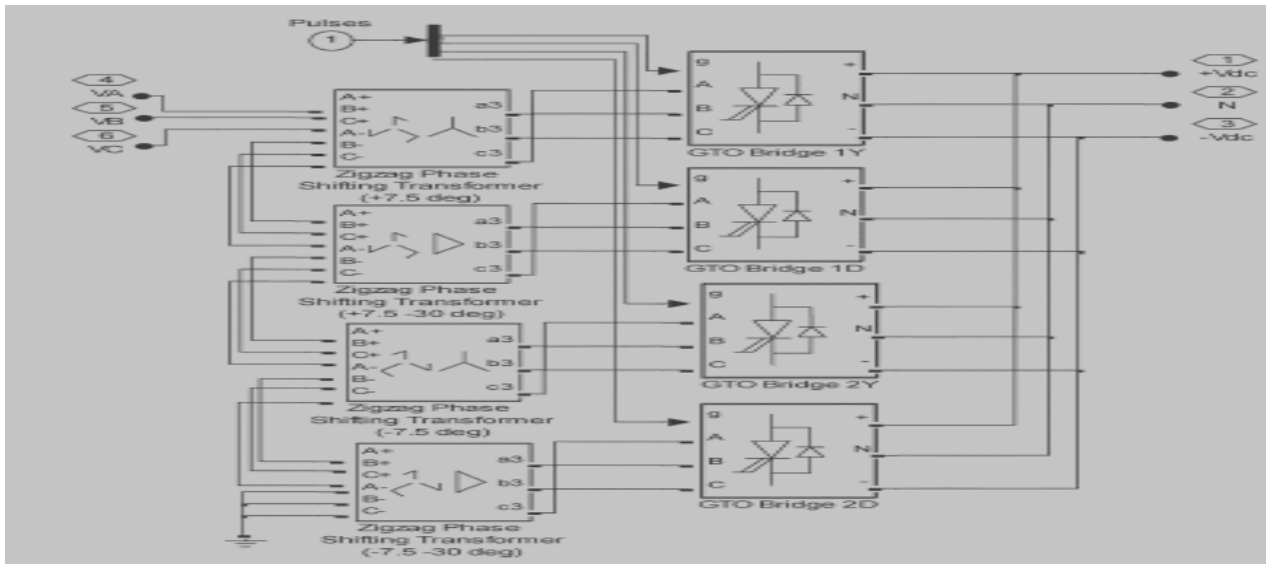 Pulses
1
4
VA
5
VB
6
VC
A+
B+
C+
A-
B-
C-
a3
b3
c3
Zigzag Phase
Shifting Transformer
(+7.5 deg)
g
A
B
C
+
N
-
GTO Bridge 1Y
1
+Vdc
2
N
3
-Vdc
A+
B+
C+
A-
B-
C-
a3
b3
c3
Zigzag Phase
Shifting Transformer
(+7.5 -30 deg)
g
A
B
C
+
N
-
GTO Bridge 1D
A+
B+
C+
A-
B-
C-
a3
b3
c3
Zigzag Phase
Shifting Transformer
(-7.5 deg)
g
A
B
C
+
N
-
GTO Bridge 2Y
A+
B+
C+
A-
B-
C-
a3
b3
c3
Zigzag Phase
Shifting Transformer
(-7.5 -30 deg)
g
A
B
C
+
N
-
GTO Bridge 2D